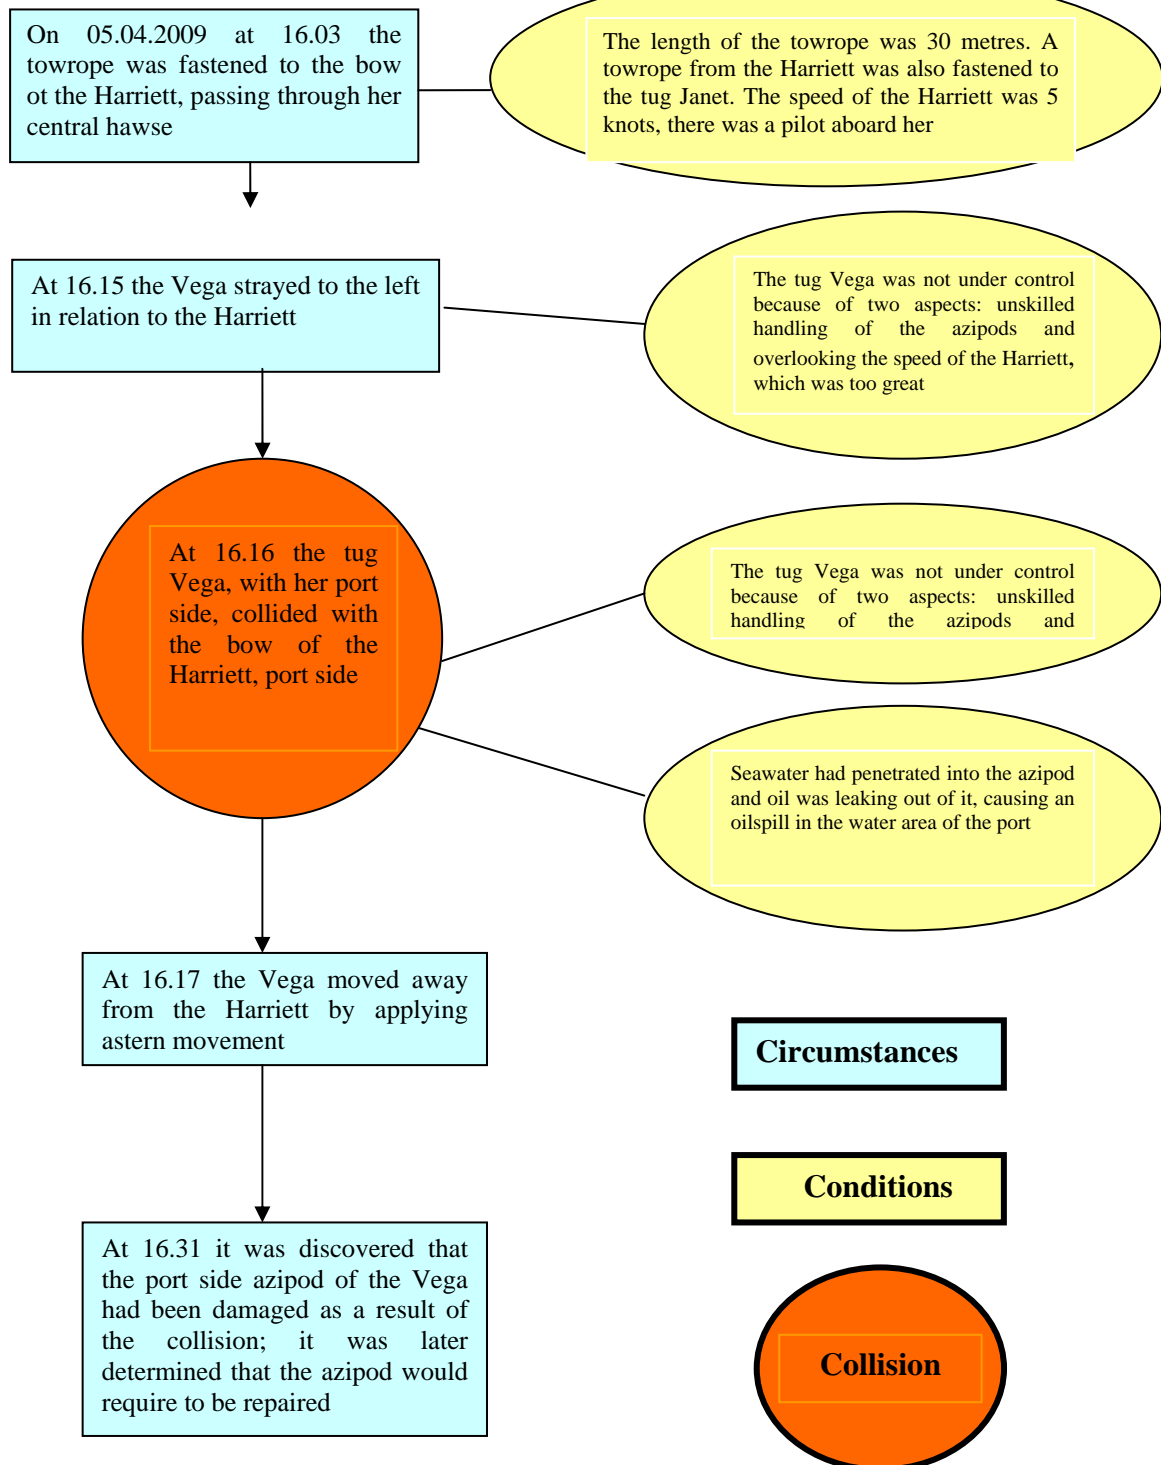 On 05.04.2009 at 16.03 the
towrope was fastened to the bow
ot the Harriett, passing through her
central hawse
The length of the towrope was 30 metres. A
towrope from the Harriett was also fastened to
the tug Janet. The speed of the Harriett was 5
knots, there was a pilot aboard her
At 16.15 the Vega strayed to the left
in relation to the Harriett
The tug Vega was not under control
because of two aspects: unskilled
handling of the azipods and
overlooking the speed of the Harriett,
which was too great
At 16.16 the tug
Vega, with her port
side, collided with
the bow of the
Harriett, port side
The tug Vega was not under control
because of two aspects: unskilled
handling of the azipods and
Seawater had penetrated into the azipod
and oil was leaking out of it, causing an
oilspill in the water area of the port
At 16.17 the Vega moved away
from the Harriett by applying
astern movement
Circumstances
Conditions
At 16.31 it was discovered that
the port side azipod of the Vega
had been damaged as a result of
the collision; it was later
determined that the azipod would
require to be repaired
Collision